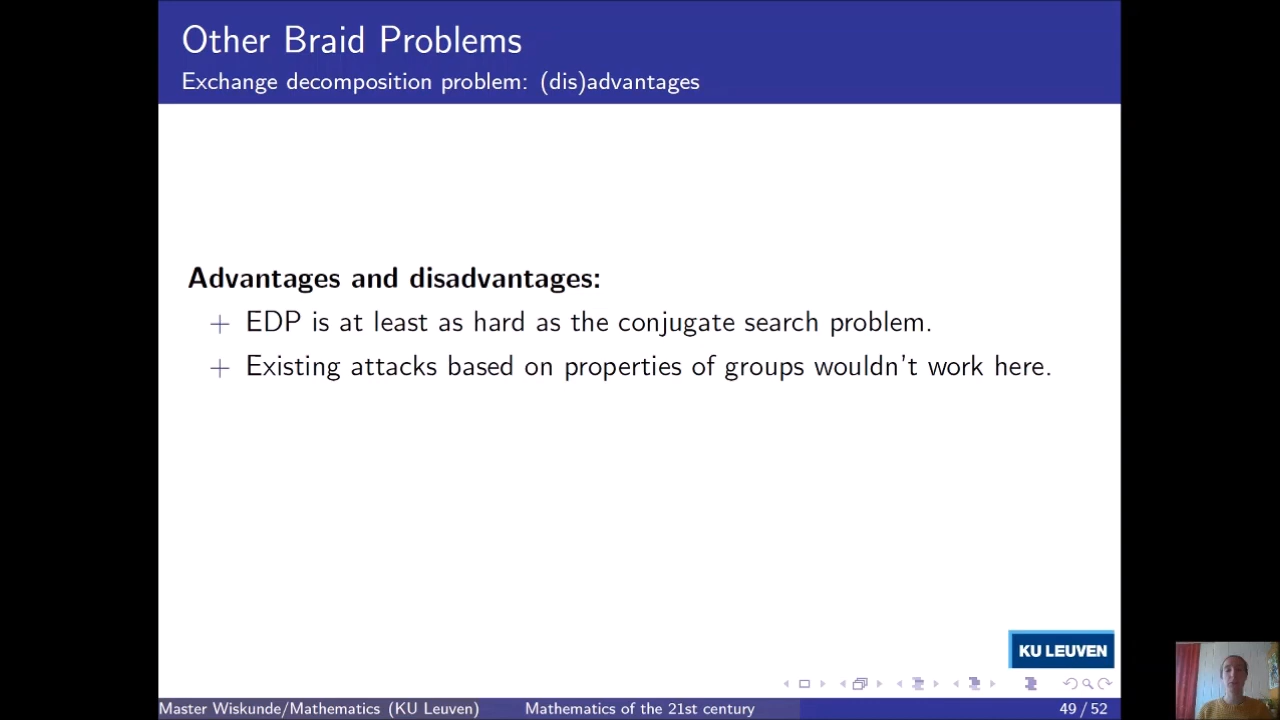 Other Braid Problems
Exchange decomposition problem: (dis)advantages
Advantages and disadvantages:
+ EDP is at least as hard as the conjugate search problem.
+ Existing attacks based on properties of groups wouldn't work here.
KU LEUVEN
Master Wiskunde/Mathematics (KU Leuven) Mathematics of the 21st century 49 / 52